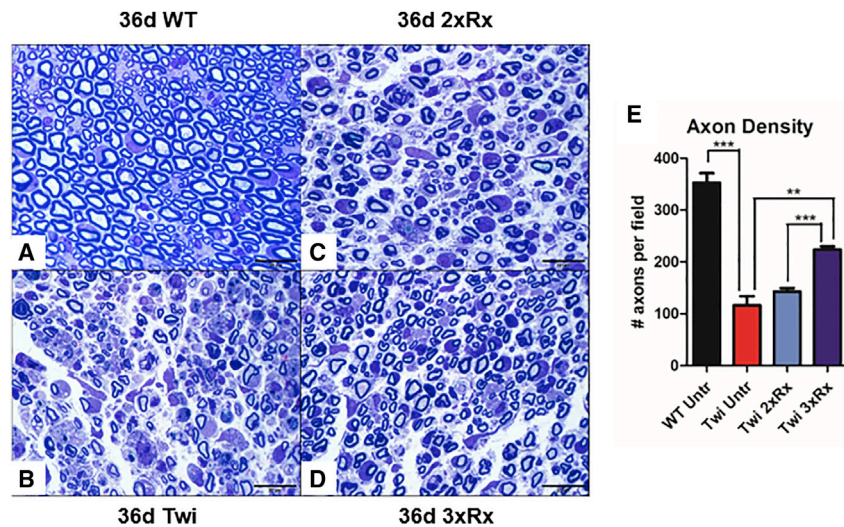 36d WT
36d 2xRx
A
C
B
D
36d Twi
36d 3xRx
E
Axon Density
***
**
***
# axons per field
400
300
200
100
0
WT Untr
Twi Untr
Twi 2xRx
Twi 3xRx